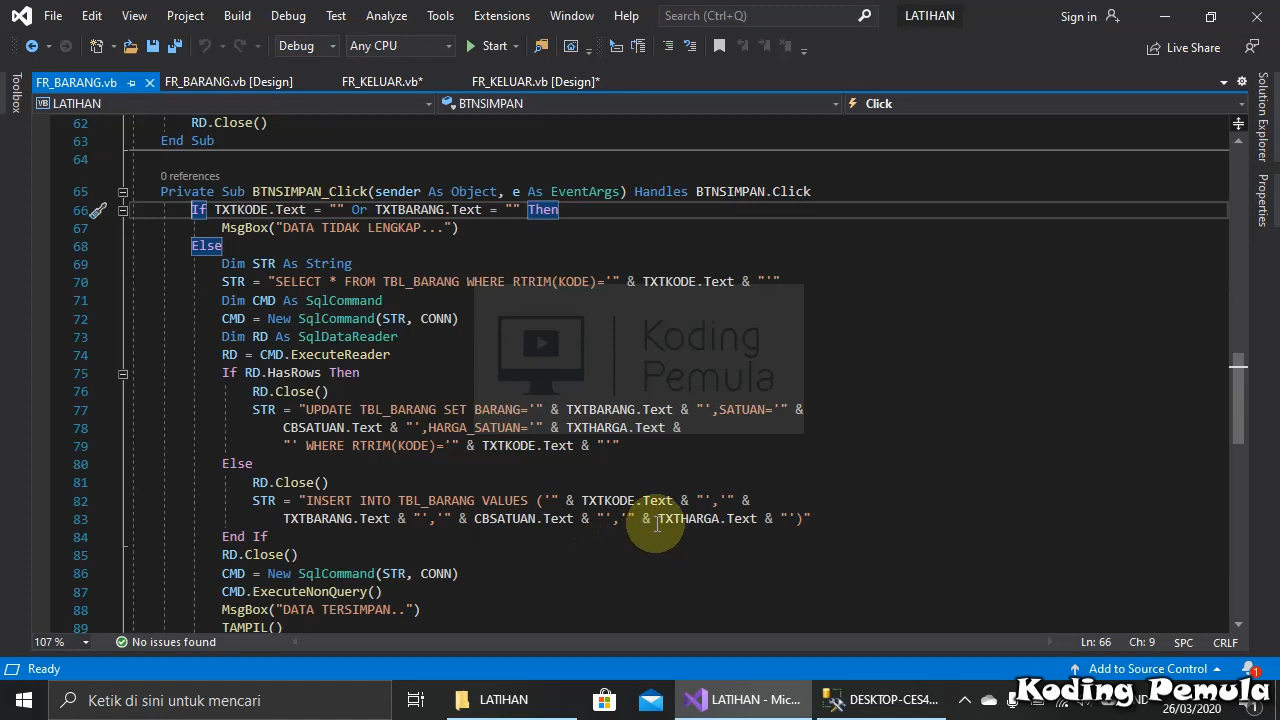 File Edit View Project Build Debug Test Analyze Tools Extensions Window Help Search (Ctrl+Q) LATIHAN Sign in
Debug Any CPU Start Live Share
FR_BARANG.vb FR_BARANG.vb [Design] FR_KELUAR.vb* FR_KELUAR.vb [Design]*
LATIHAN BTNSIMPAN Click
Toolbox
Solution Explorer
Properties
62 RD.Close()
63 End Sub
64
0 references
65 Private Sub BTNSIMPAN_Click(sender As Object, e As EventArgs) Handles BTNSIMPAN.Click
66 If TXTKODE.Text = "" Or TXTBARANG.Text = "" Then
67 MsgBox("DATA TIDAK LENGKAP...")
68 Else
69 Dim STR As String
70 STR = "SELECT * FROM TBL_BARANG WHERE RTRIM(KODE)='" & TXTKODE.Text & "'"
71 Dim CMD As SqlCommand
72 CMD = New SqlCommand(STR, CONN)
73 Dim RD As SqlDataReader
74 RD = CMD.ExecuteReader
75 If RD.HasRows Then
76 RD.Close()
77 STR = "UPDATE TBL_BARANG SET BARANG='" & TXTBARANG.Text & "',SATUAN='" &
78 CBSATUAN.Text & "',HARGA_SATUAN='" & TXTHARGA.Text &
79 "' WHERE RTRIM(KODE)='" & TXTKODE.Text & "'"
80 Else
81 RD.Close()
82 STR = "INSERT INTO TBL_BARANG VALUES ('" & TXTKODE.Text & "','" &
83 TXTBARANG.Text & "','" & CBSATUAN.Text & "','" & TXTHARGA.Text & "')"
84 End If
85 RD.Close()
86 CMD = New SqlCommand(STR, CONN)
87 CMD.ExecuteNonQuery()
88 MsgBox("DATA TERSIMPAN..")
89 TAMPIL()
Koding
Pemula
107 % No issues found Ln: 66 Ch: 9 SPC CRLF
Ready Add to Source Control 1
Koding Pemula
Ketik di sini untuk mencari LATIHAN LATIHAN - Mic... DESKTOP-CES4...
26/03/2020 1